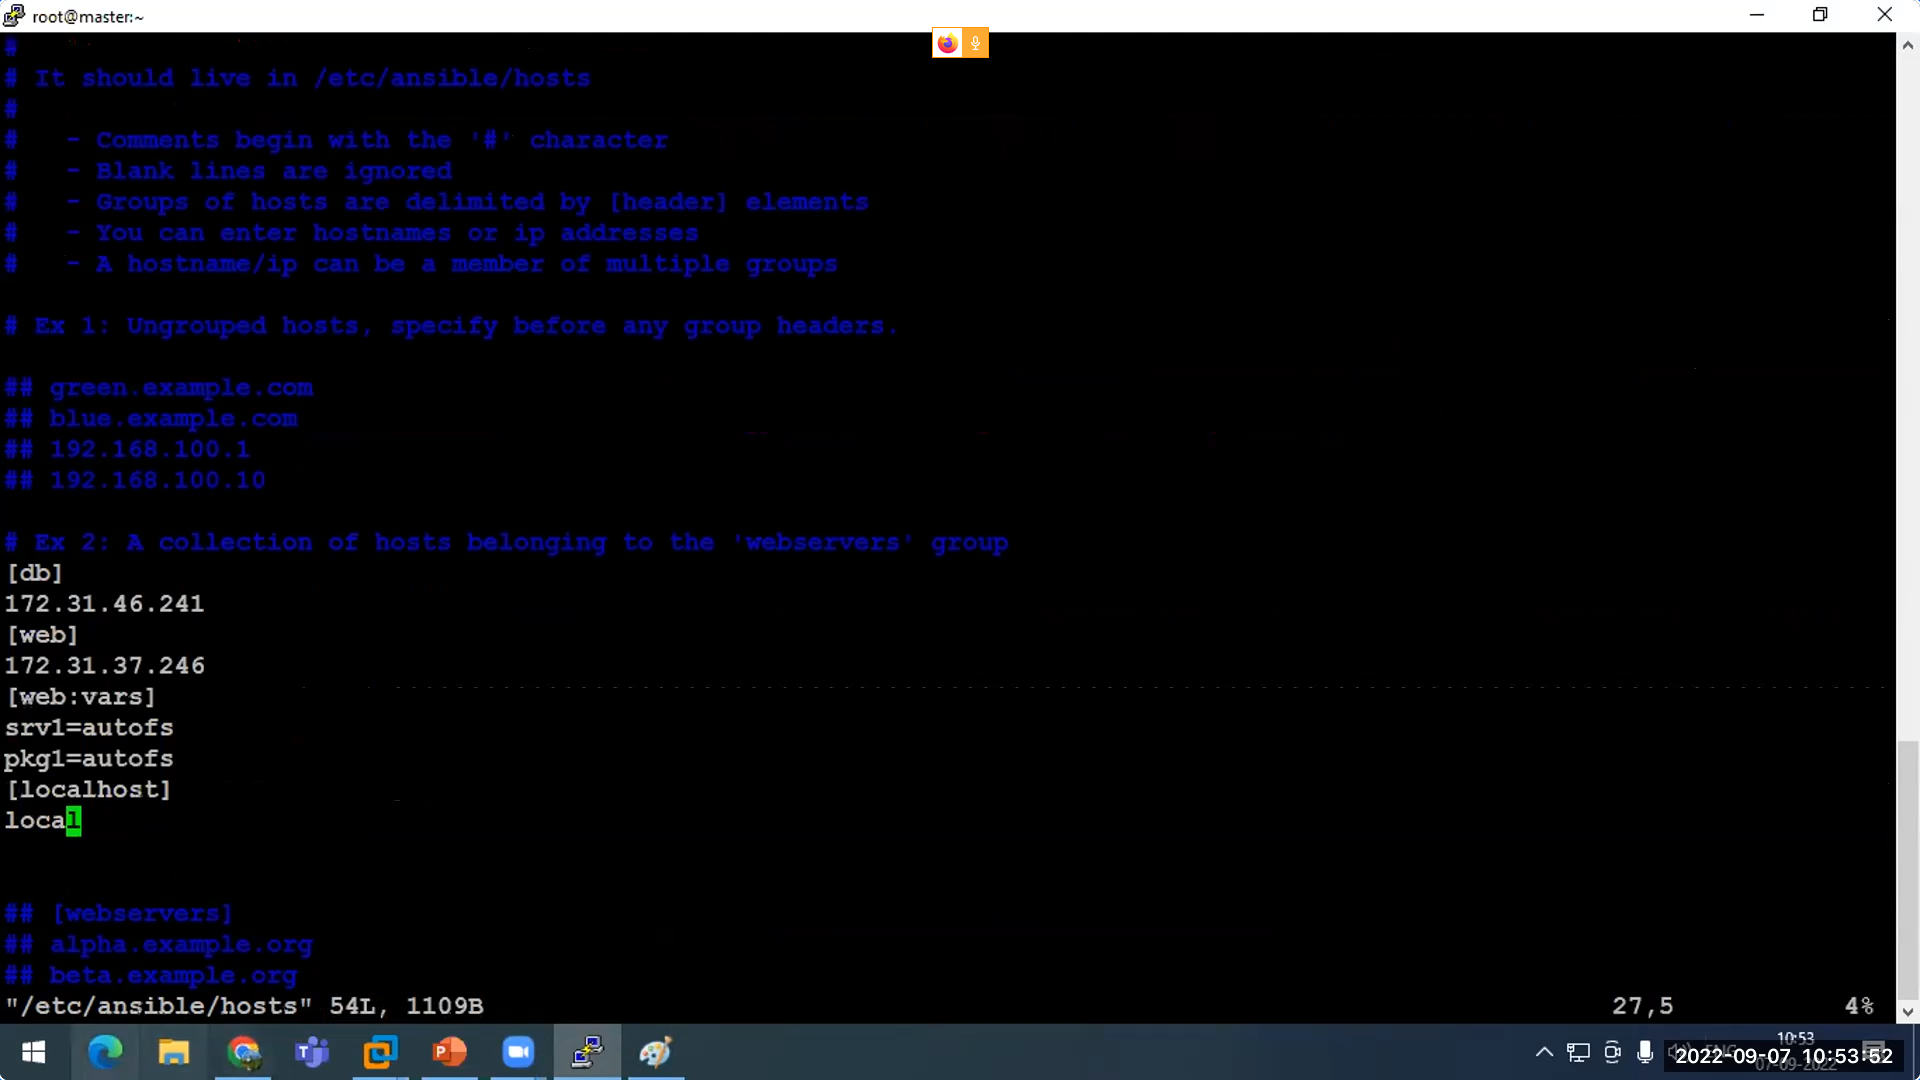 root@master:~
#
# It should live in /etc/ansible/hosts
#
#   - Comments begin with the '#' character
#   - Blank lines are ignored
#   - Groups of hosts are delimited by [header] elements
#   - You can enter hostnames or ip addresses
#   - A hostname/ip can be a member of multiple groups
# Ex 1: Ungrouped hosts, specify before any group headers.
## green.example.com
## blue.example.com
## 192.168.100.1
## 192.168.100.10
# Ex 2: A collection of hosts belonging to the 'webservers' group
[db]
172.31.46.241
[web]
172.31.37.246
[web:vars]
srv1=autofs
pkg1=autofs
[localhost]
local
## [webservers]
## alpha.example.org
## beta.example.org
"/etc/ansible/hosts" 54L, 1109B 27,5 4%
10:53
2022-09-07 10:53:52
07-09-2022